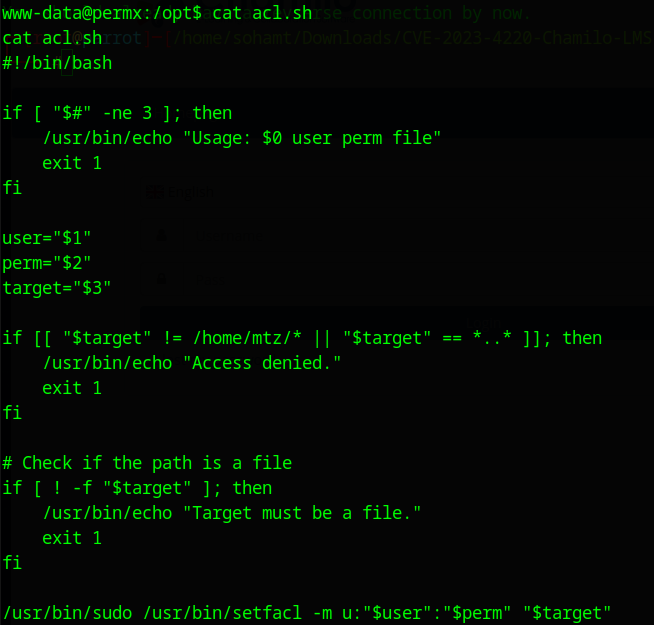 www-data@permx:/opt$ cat acl.sh
cat acl.sh
#!/bin/bash

if [ "$#" -ne 3 ]; then
    /usr/bin/echo "Usage: $0 user perm file"
    exit 1
fi

user="$1"
perm="$2"
target="$3"

if [[ "$target" != /home/mtz/* || "$target" == *..* ]]; then
    /usr/bin/echo "Access denied."
    exit 1
fi

# Check if the path is a file
if [ ! -f "$target" ]; then
    /usr/bin/echo "Target must be a file."
    exit 1
fi

/usr/bin/sudo /usr/bin/setfacl -m u:"$user":"$perm" "$target"